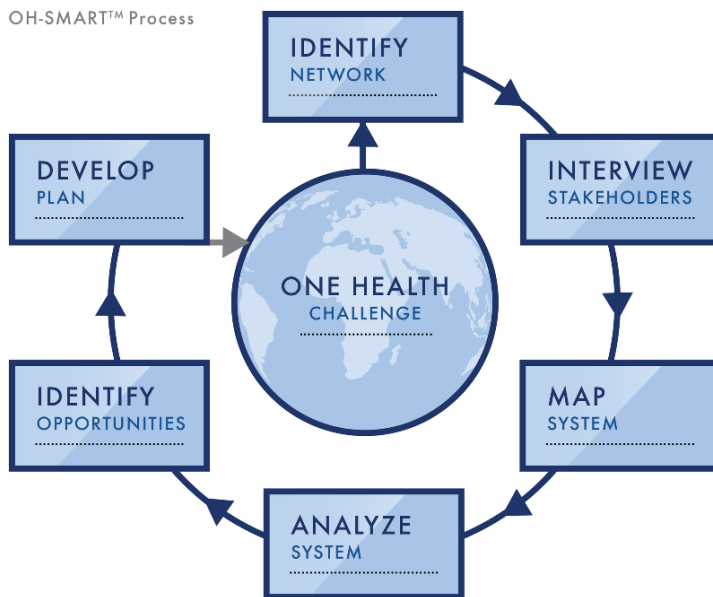 OH-SMART™ Process
IDENTIFY
NETWORK
INTERVIEW
STAKEHOLDERS
MAP
SYSTEM
ANALYZE
SYSTEM
IDENTIFY
OPPORTUNITIES
DEVELOP
PLAN
ONE HEALTH
CHALLENGE